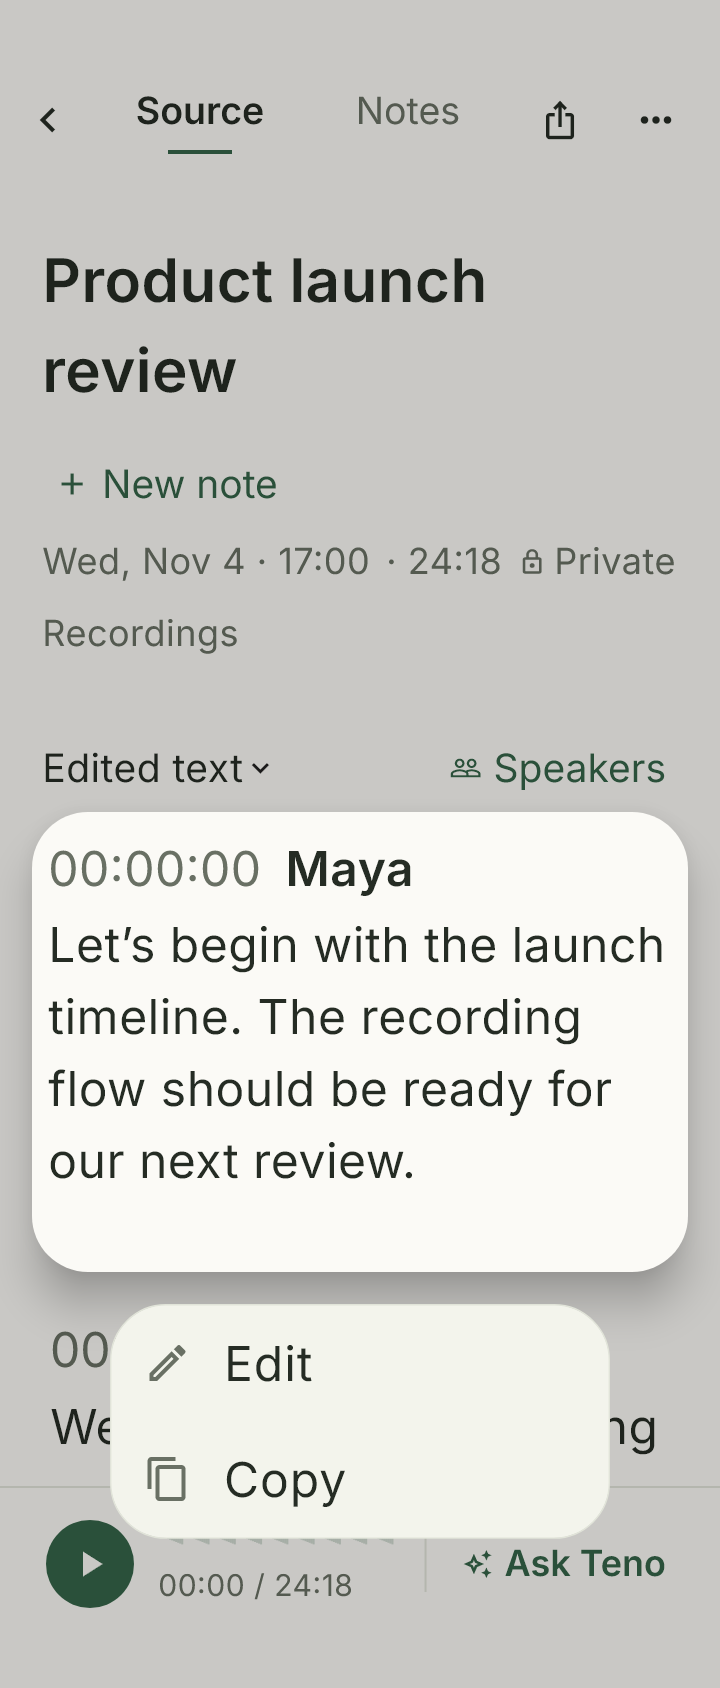 Source
Notes
Product launch
review
+ New note
Wed, Nov 4 · 17:00 · 24:18 Private
Recordings
Edited text
Speakers
00:00:00 Maya
Let’s begin with the launch
timeline. The recording
flow should be ready for
our next review.
Edit
Copy
00:00 / 24:18
Ask Teno